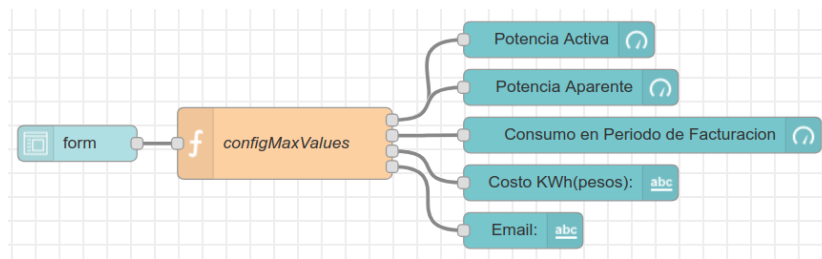 Potencia Activa
Potencia Aparente
form
configMaxValues
Consumo en Periodo de Facturacion
Costo KWh(pesos):
abc
Email:
abc